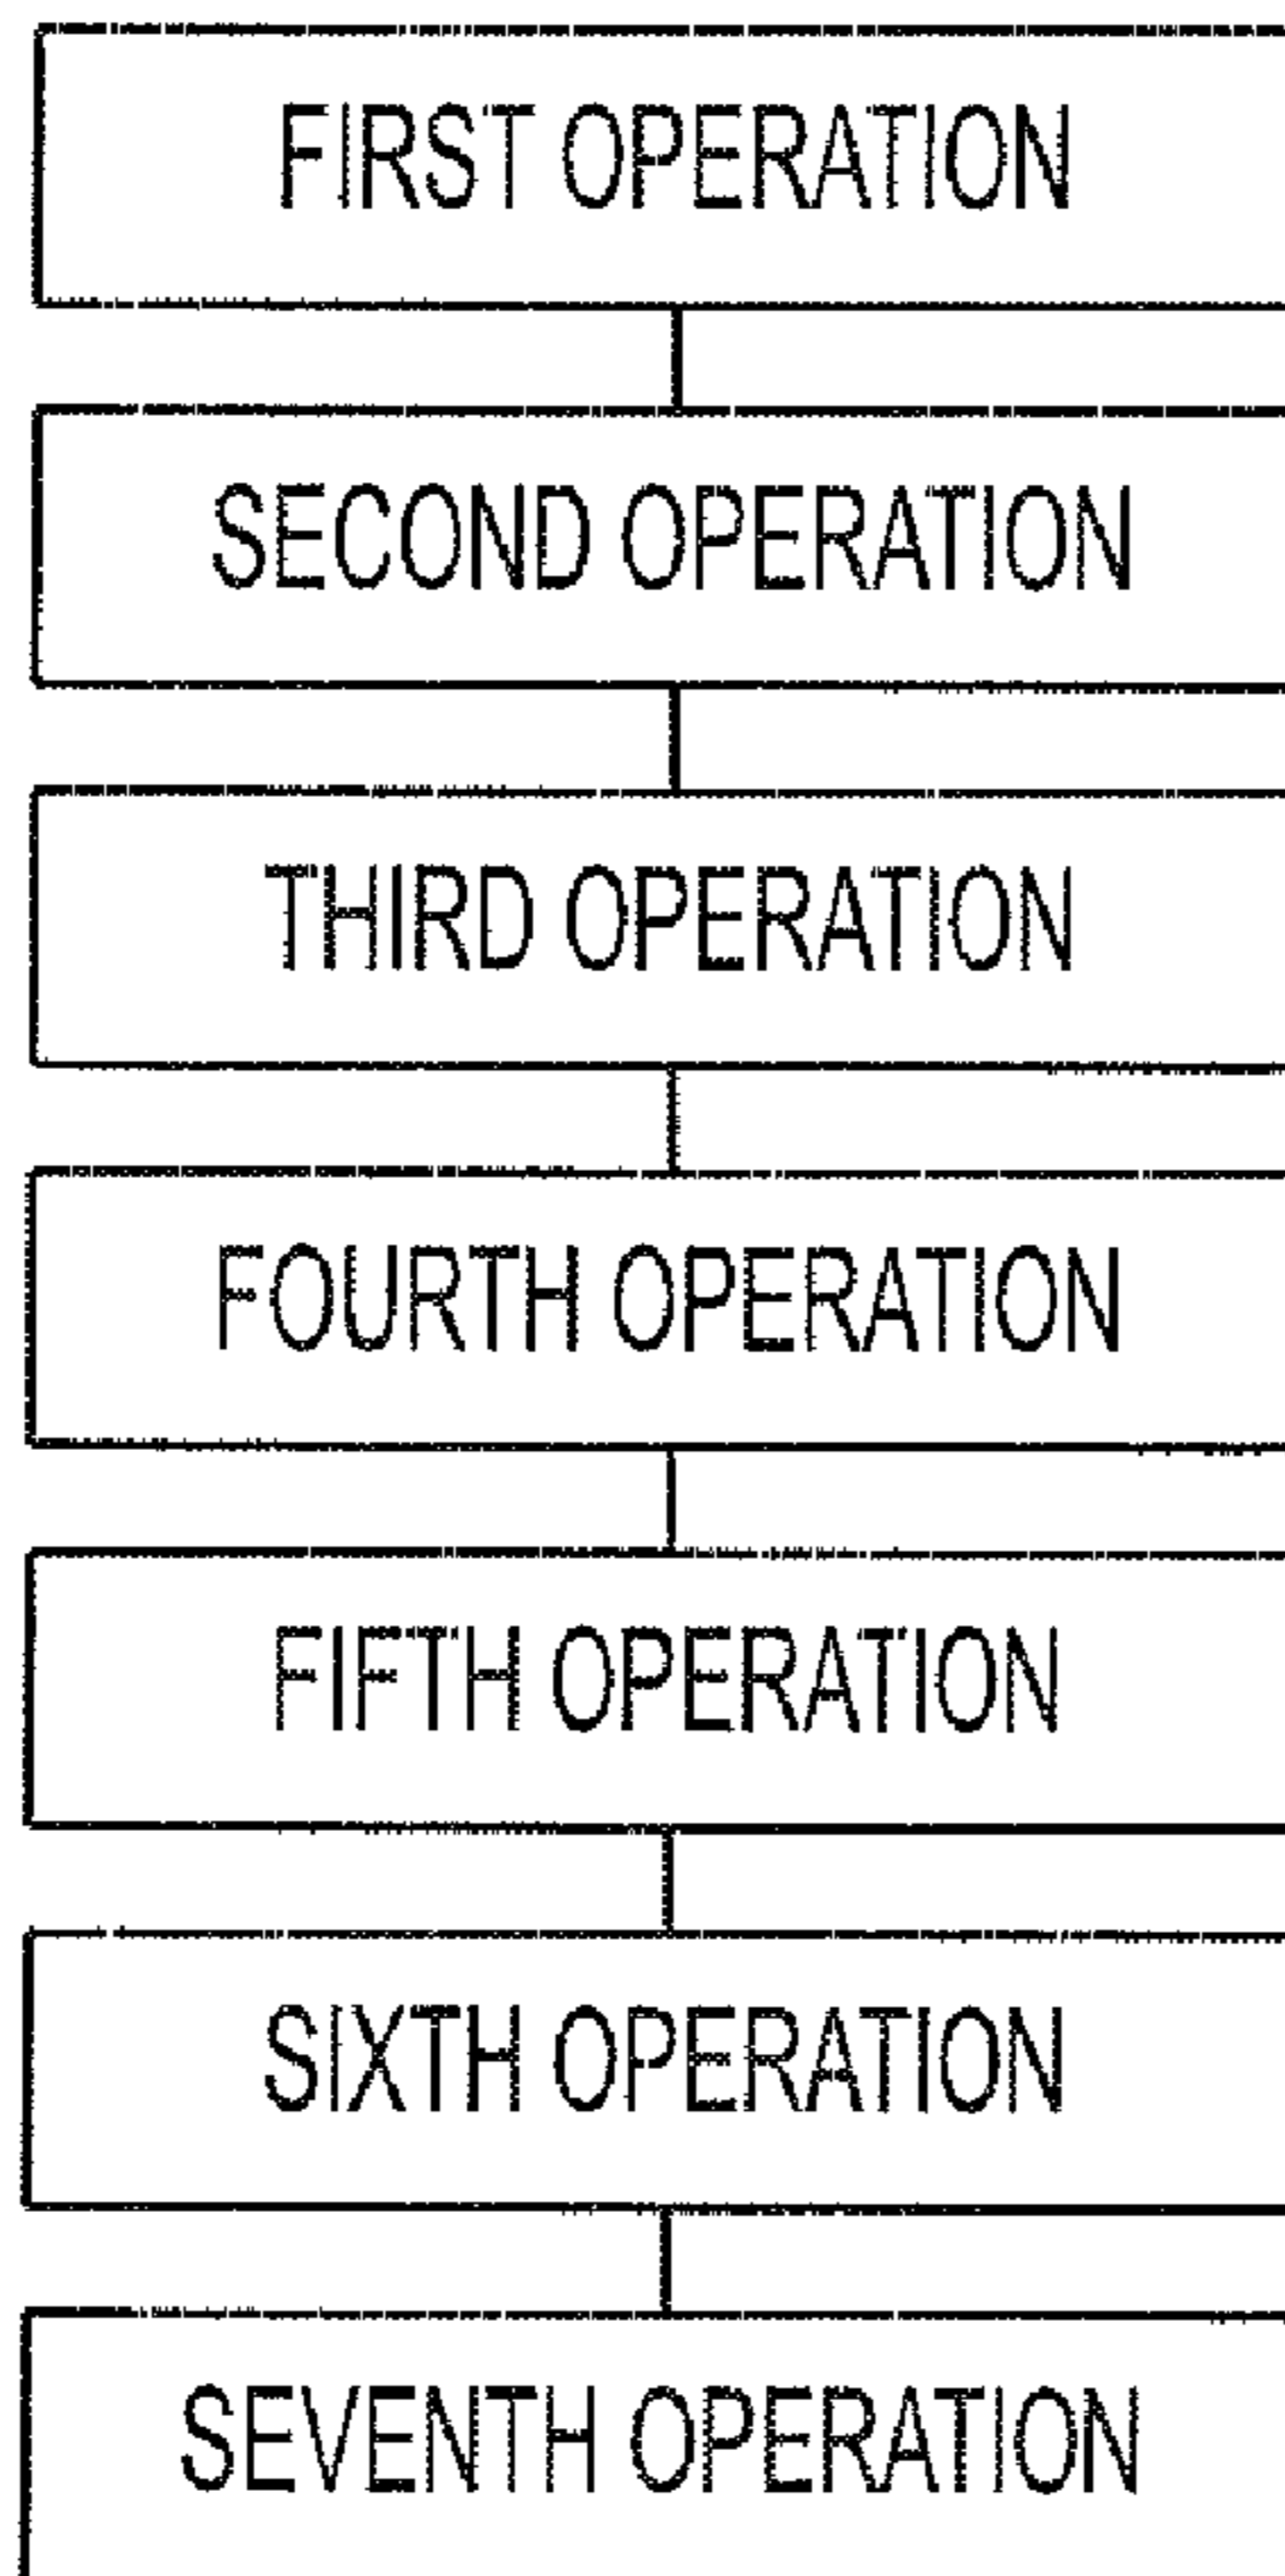 FIRST OPERATION
SECOND OPERATION
THIRD OPERATION
FOURTH OPERATION
FIFTH OPERATION
SIXTH OPERATION
SEVENTH OPERATION